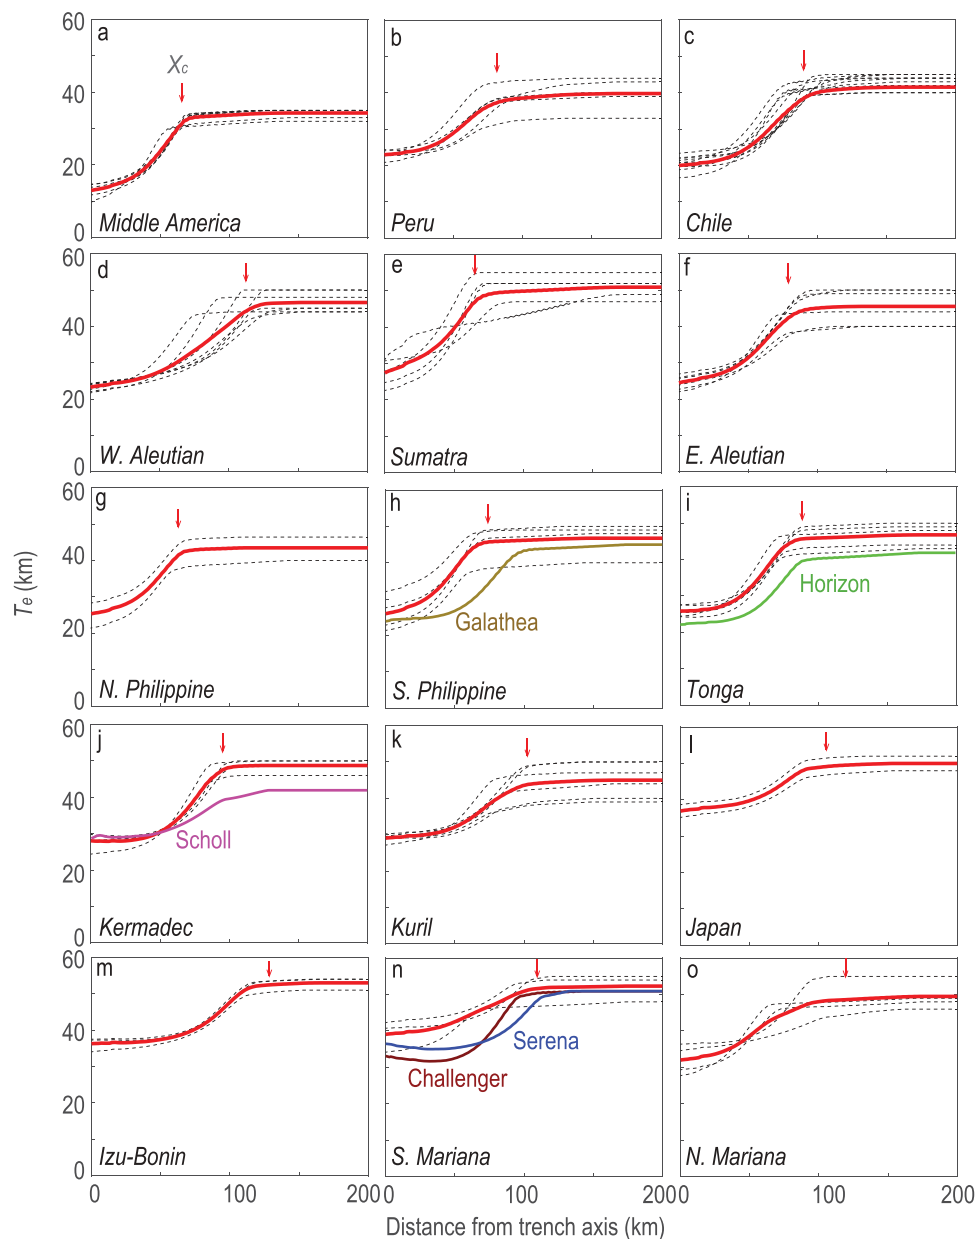 60
40
20
0
a
Xc
Middle America
b
Peru
c
Chile
60
40
20
0
d
W. Aleutian
e
Sumatra
f
E. Aleutian
60
40
20
0
Te (km)
g
N. Philippine
h
Galathea
S. Philippine
i
Horizon
Tonga
60
40
20
0
j
Scholl
Kermadec
k
Kuril
l
Japan
60
40
20
0
m
Izu-Bonin
n
Serena
Challenger
S. Mariana
o
N. Mariana
0 100 200 0 100 200 0 100 200
Distance from trench axis (km)